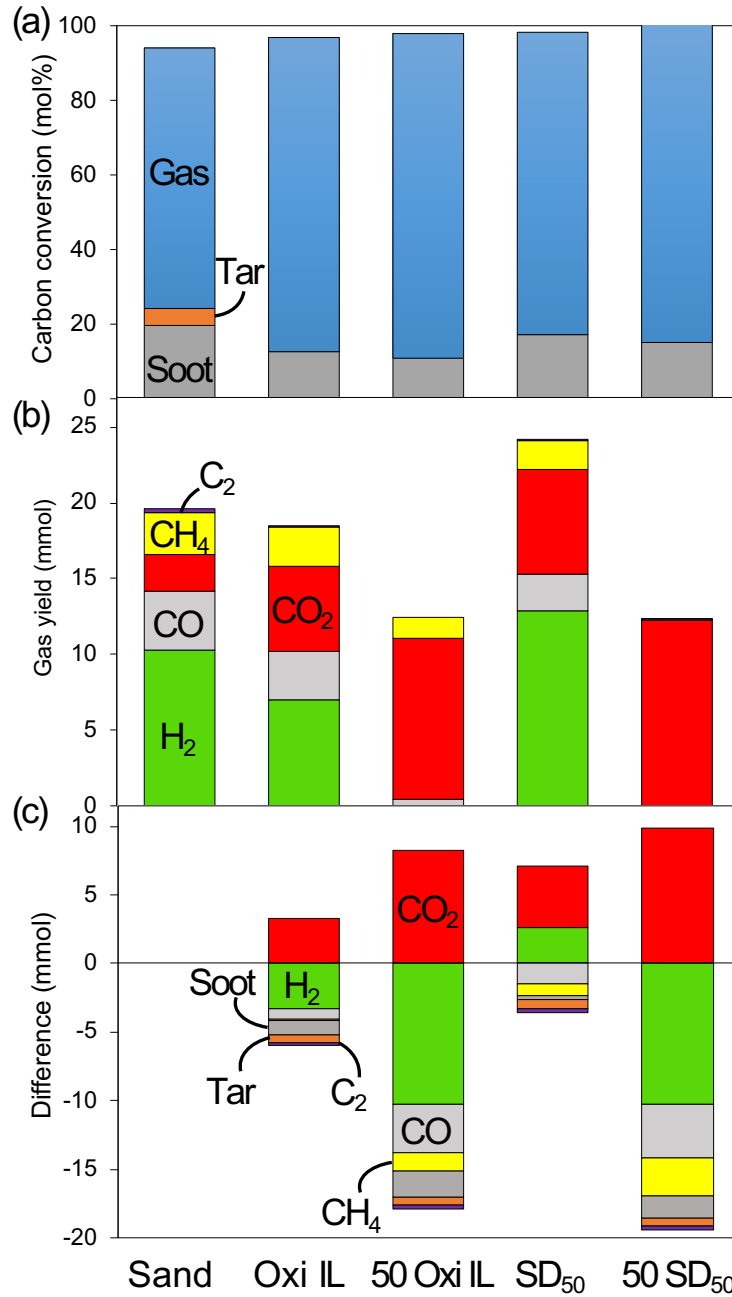 (a)
100
80
60
40
20
0
Carbon conversion (mol%)
Gas
Tar
Soot
(b)
25
20
15
10
5
0
Gas yield (mmol)
C₂
CH₄
CO
CO₂
H₂
(c)
10
5
0
-5
-10
-15
-20
Difference (mmol)
CO₂
Soot
H₂
Tar
C₂
CO
CH₄
Sand
Oxi IL
50 Oxi IL
SD₅₀
50 SD₅₀